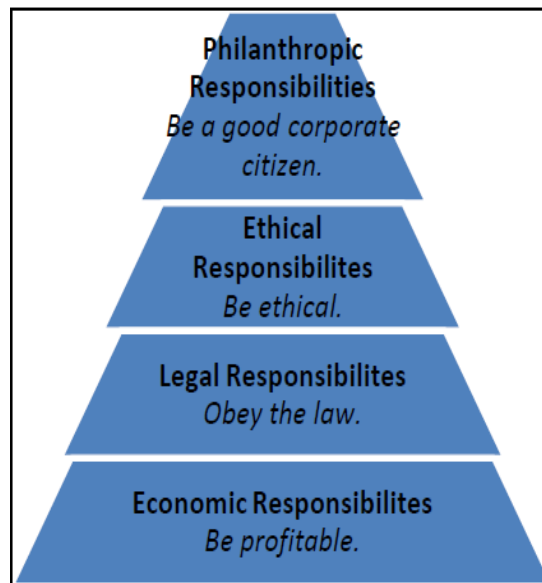 Philanthropic
Responsibilities
Be a good corporate
citizen.
Ethical
Responsibilites
Be ethical.
Legal Responsibilites
Obey the law.
Economic Responsibilites
Be profitable.